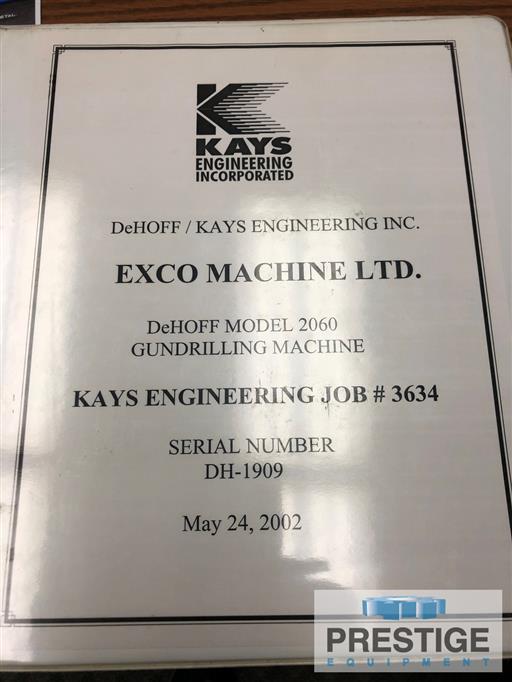 ETAL
KAYS
ENGINEERING
INCORPORATED
DeHOFF / KAYS ENGINEERING INC.
EXCO MACHINE LTD.
DeHOFF MODEL 2060
GUNDRILLING MACHINE
KAYS ENGINEERING JOB # 3634
SERIAL NUMBER
DH-1909
May 24, 2002
PRESTIGE
EQUIPMENT